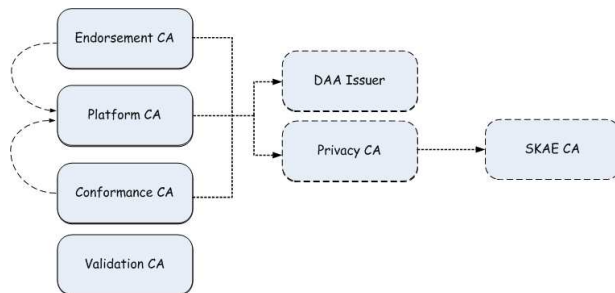 Endorsement CA
DAA Issuer
Platform CA
Privacy CA
SKAE CA
Conformance CA
Validation CA